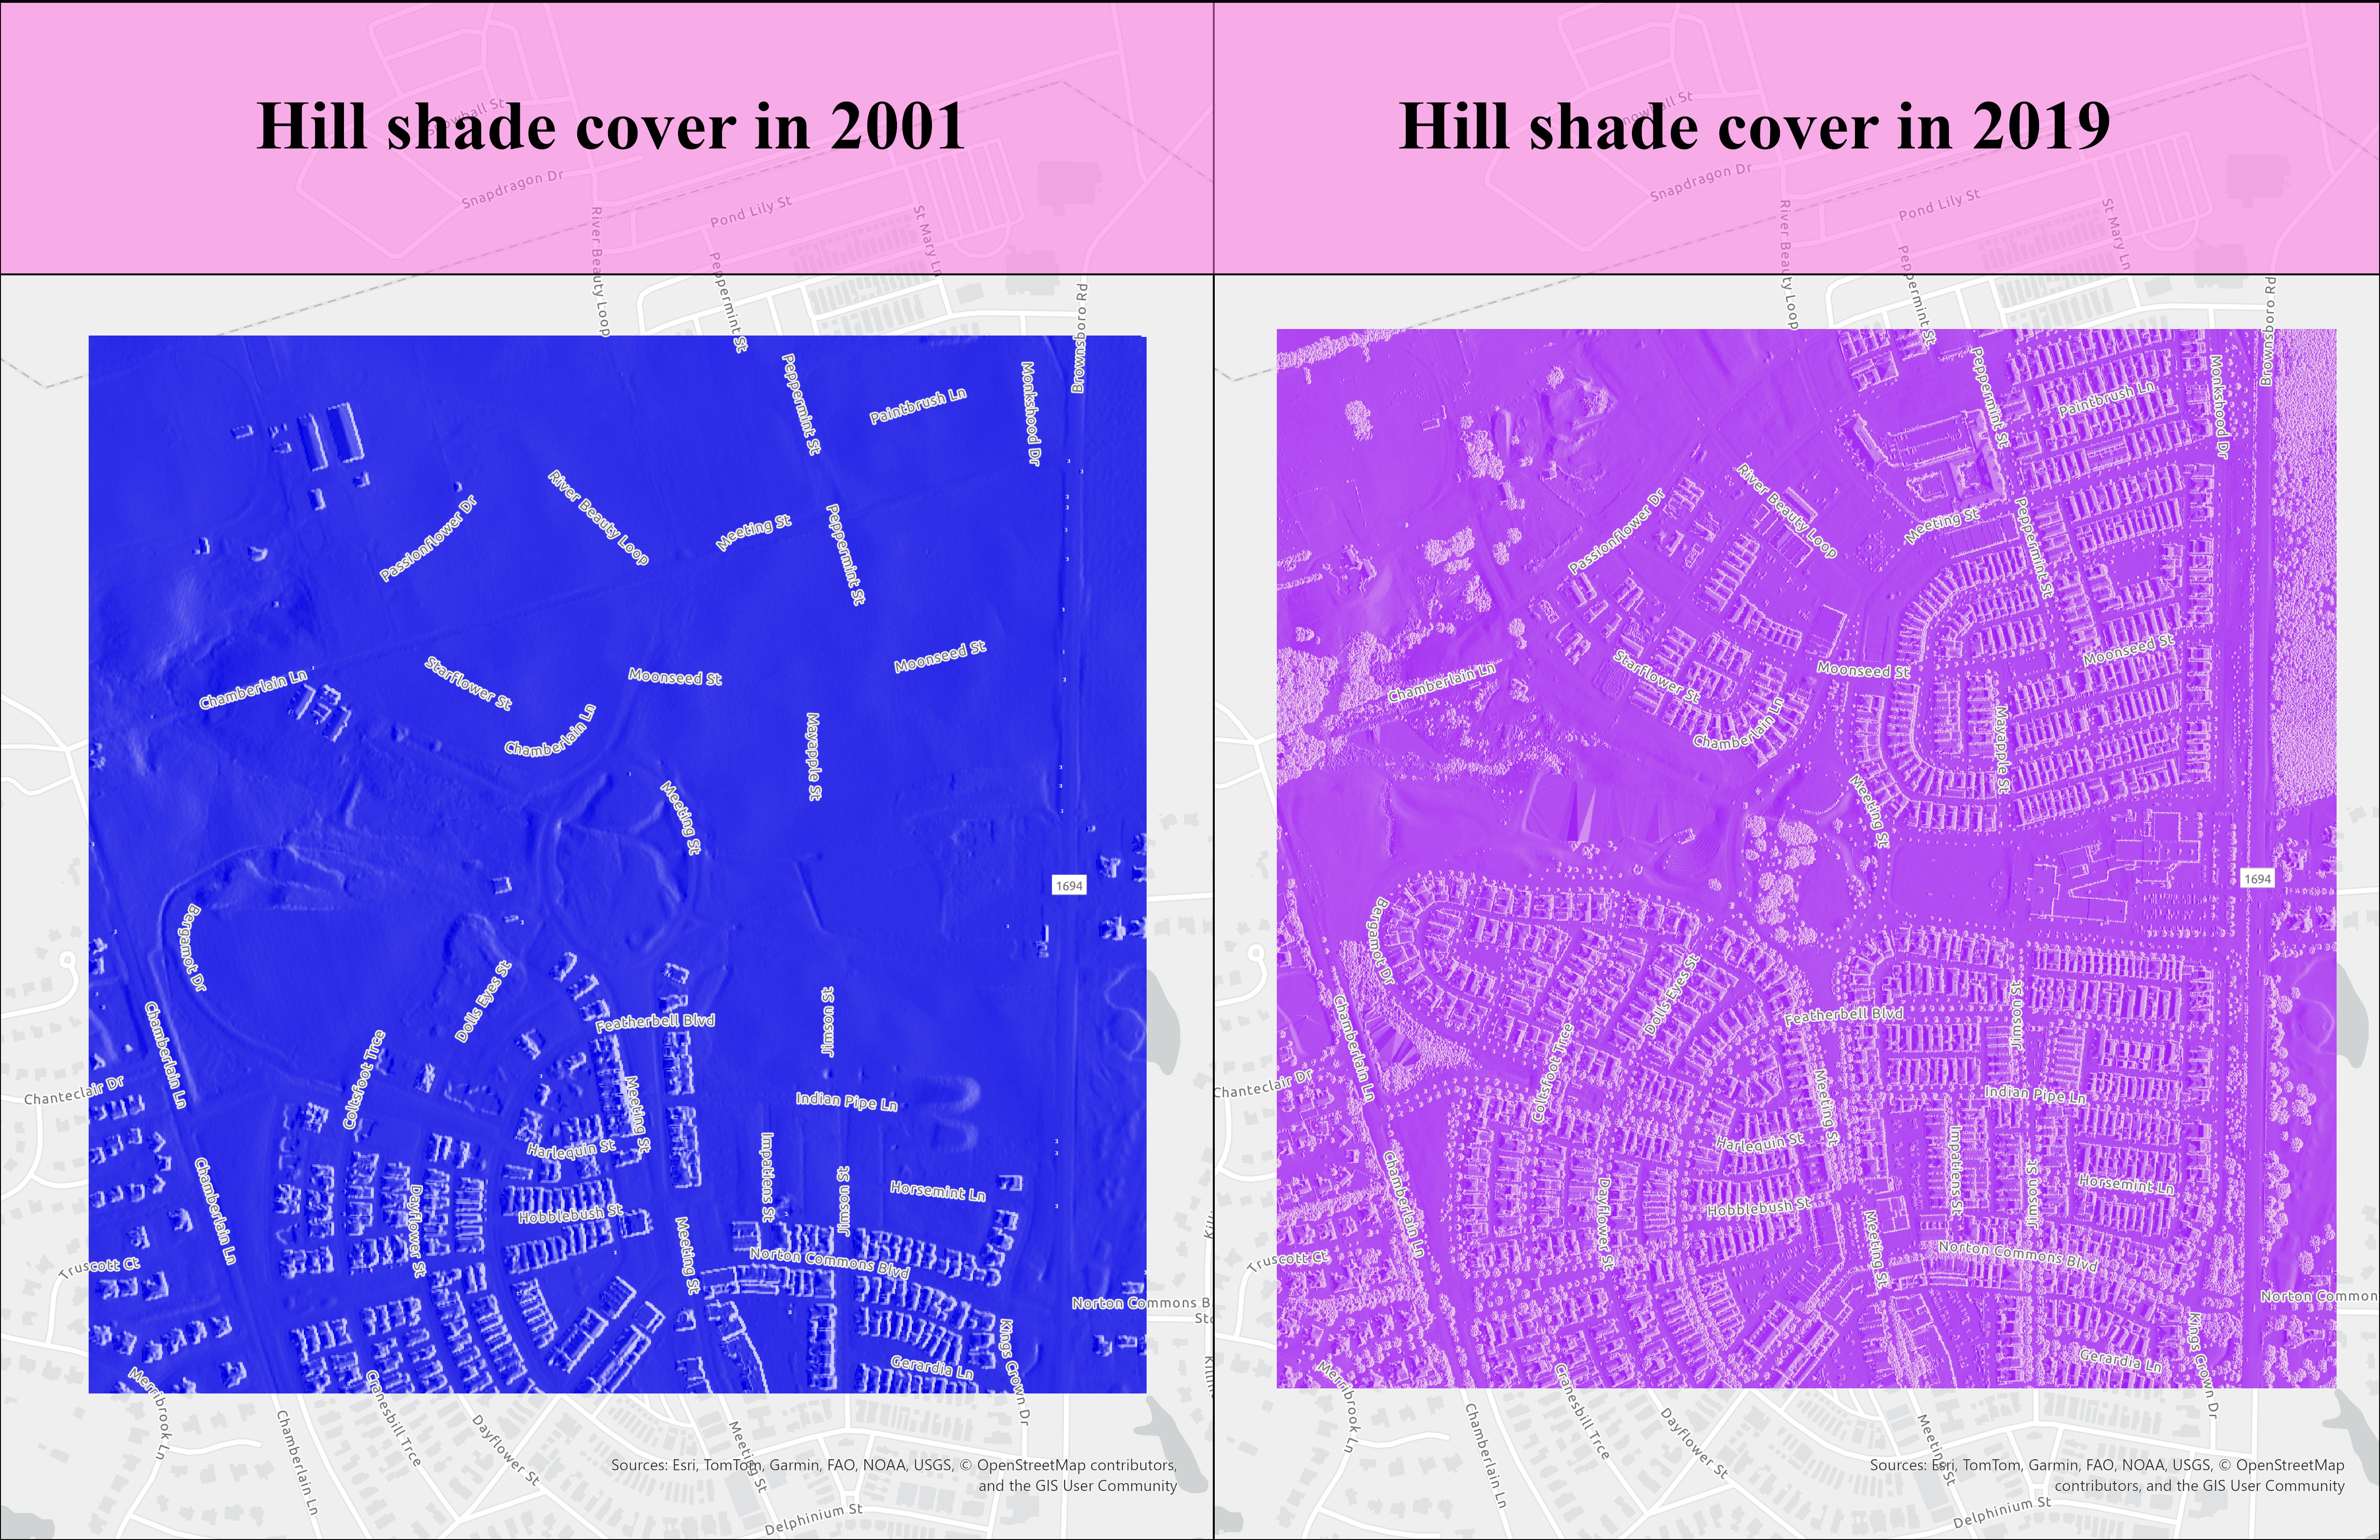 Hill shade cover in 2001
Snowball St
Snapdragon Dr
Pond Lily St
River Beauty Loop
St Mary Ln
Peppermint St
Brownsboro Rd
Peppermint St
Monkshood Dr
Paintbrush Ln
Passionflower Dr
River Beauty Loop
Meeting St
Peppermint St
Chamberlain Ln
Starflower St
Moonseed St
Moonseed St
Chamberlain Ln
Mayapple St
Meeting St
1694
Bergamot Dr
Dolls Eyes St
Chamberlain Ln
Featherbell Blvd
Jimson St
Coltsfoot Trce
Chanteclair Dr
Meeting St
Indian Pipe Ln
Harlequin St
Impatiens St
Jimson St
Horsemint Ln
Chamberlain Ln
Dayflower St
Hobblebush St
Meeting St
Norton Commons Blvd
Truscott Ct
Norton Commons B
Kings Crown Dr
Gerardia Ln
Merribrook Ln
Cranesbill Trce
Chamberlain Ln
Dayflower St
Meeting St
Sources: Esri, TomTom, Garmin, FAO, NOAA, USGS, © OpenStreetMap contributors,
and the GIS User Community
Delphinium St
Hill shade cover in 2019
Snowball St
Snapdragon Dr
Pond Lily St
River Beauty Loop
St Mary Ln
Peppermint St
Brownsboro Rd
Peppermint St
Monkshood Dr
Paintbrush Ln
Passionflower Dr
River Beauty Loop
Meeting St
Peppermint St
Chamberlain Ln
Starflower St
Moonseed St
Moonseed St
Chamberlain Ln
Mayapple St
Meeting St
1694
Bergamot Dr
Dolls Eyes St
Chamberlain Ln
Featherbell Blvd
Jimson St
Coltsfoot Trce
Chanteclair Dr
Meeting St
Indian Pipe Ln
Harlequin St
Impatiens St
Jimson St
Horsemint Ln
Chamberlain Ln
Dayflower St
Hobblebush St
Meeting St
Norton Commons Blvd
Truscott Ct
Norton Common
Kings Crown Dr
Gerardia Ln
Merribrook Ln
Cranesbill Trce
Chamberlain Ln
Dayflower St
Meeting St
Sources: Esri, TomTom, Garmin, FAO, NOAA, USGS, © OpenStreetMap
contributors, and the GIS User Community
Delphinium St